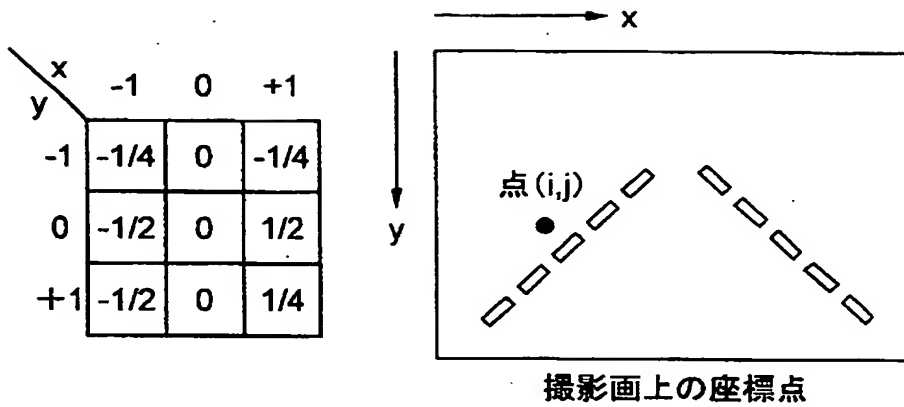 x
y
-1 0 +1
-1 -1/4 0 -1/4
0 -1/2 0 1/2
+1 -1/2 0 1/4
x
y
点(i,j)
撮影画上の座標点